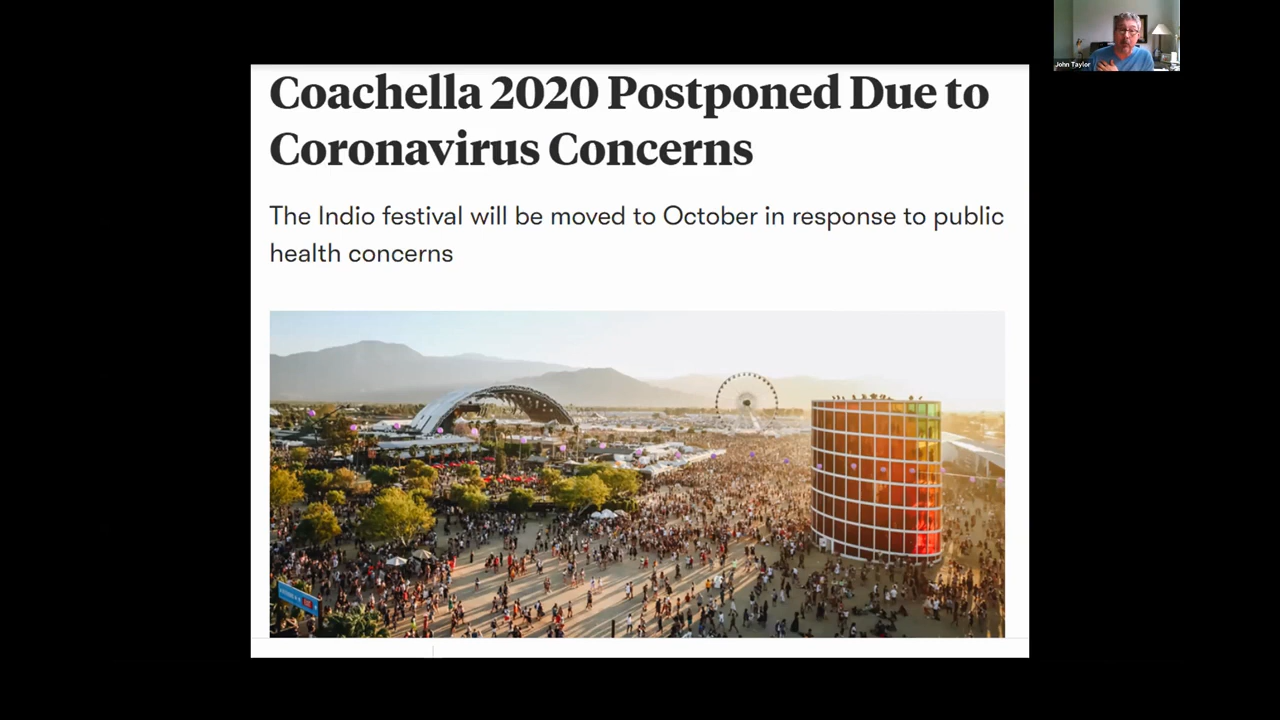 Coachella 2020 Postponed Due to
Coronavirus Concerns
The Indio festival will be moved to October in response to public
health concerns
John Taylor